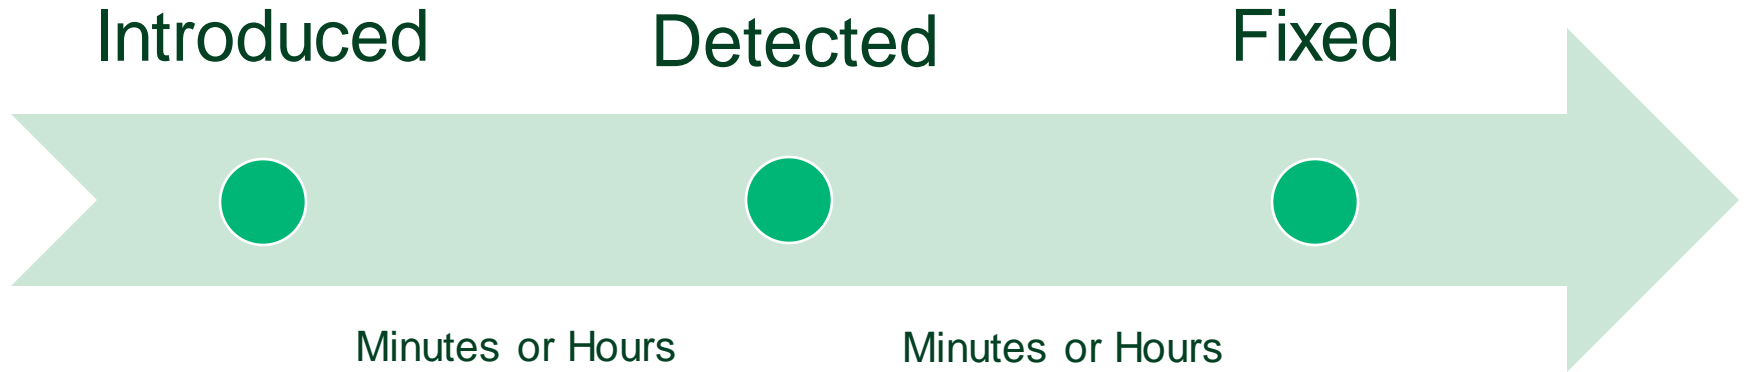 Introduced
Detected
Fixed
Minutes or Hours
Minutes or Hours